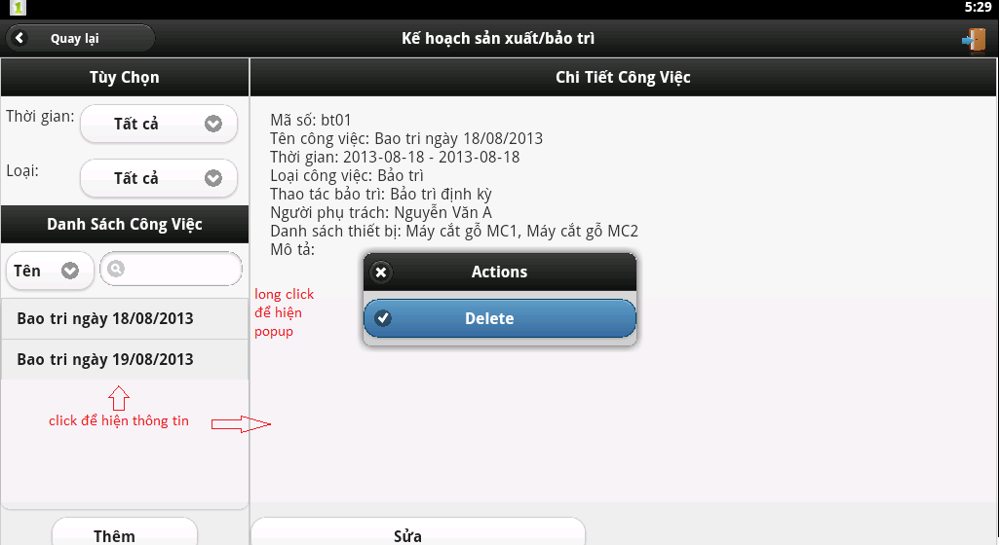 1
5:29
Quay lại
Kế hoạch sản xuất/bảo trì
Tùy Chọn
Thời gian: Tất cả
Loại: Tất cả
Danh Sách Công Việc
Tên
Bao tri ngày 18/08/2013
Bao tri ngày 19/08/2013
click để hiện thông tin
Thêm
Chi Tiết Công Việc
Mã số: bt01
Tên công việc: Bao tri ngày 18/08/2013
Thời gian: 2013-08-18 - 2013-08-18
Loại công việc: Bảo trì
Thao tác bảo trì: Bảo trì định kỳ
Người phụ trách: Nguyễn Văn A
Danh sách thiết bị: Máy cắt gỗ MC1, Máy cắt gỗ MC2
Mô tả:
long click
để hiện
popup
Actions
Delete
Sửa